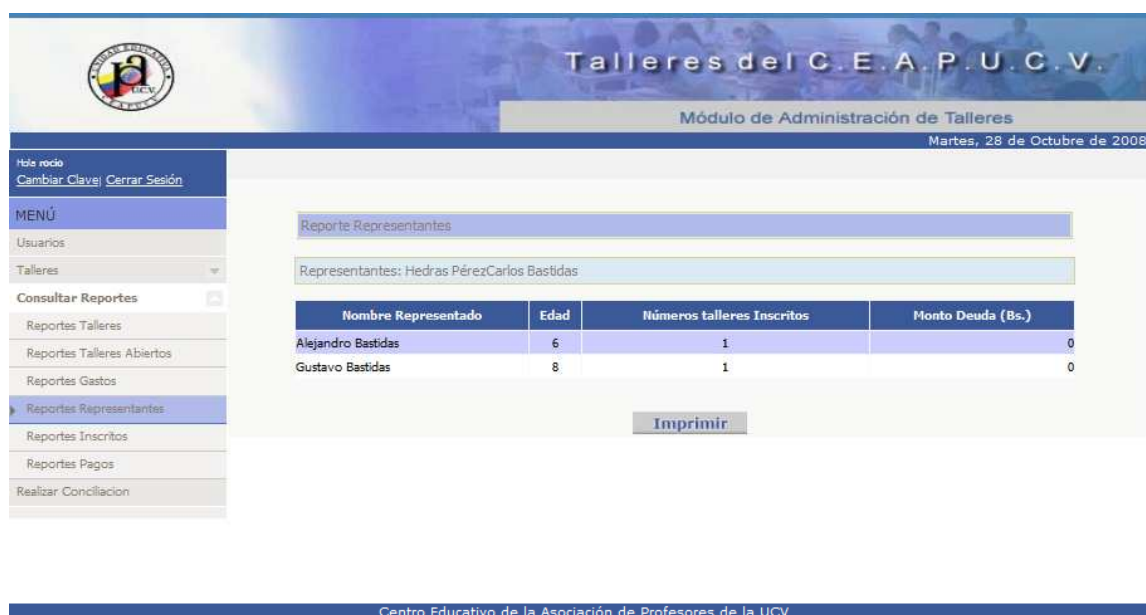 Talleres del C.E.A.P.U.C.V.
Módulo de Administración de Talleres
Martes, 28 de Octubre de 2008
Hola rocio
Cambiar Clave| Cerrar Sesión
MENÚ
Usuarios
Talleres
Consultar Reportes
Reportes Talleres
Reportes Talleres Abiertos
Reportes Gastos
Reportes Representantes
Reportes Inscritos
Reportes Pagos
Realizar Conciliacion
Reporte Representantes
Representantes: Hedras PérezCarlos Bastidas
Nombre Representado Edad Números talleres Inscritos Monto Deuda (Bs.)
Alejandro Bastidas 6 1 0
Gustavo Bastidas 8 1 0
Imprimir
Centro Educativo de la Asociación de Profesores de la UCV